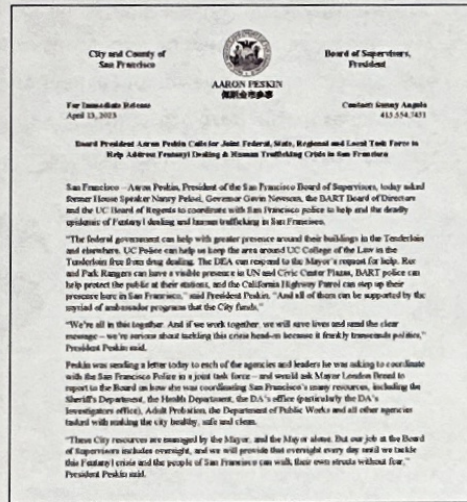 City and County of
San Francisco
Board of Supervisors,
President
AARON PESKIN
For Immediate Release
April 13, 2023
Contact: Sunny Angulo
415.554.7451
Board President Aaron Peskin Calls for Joint Federal, State, Regional and Local Task Force to
Help Address Fentanyl Dealing & Human Trafficking Crisis in San Francisco
San Francisco – Aaron Peskin, President of the San Francisco Board of Supervisors, today asked
former House Speaker Nancy Pelosi, Governor Gavin Newsom, the BART Board of Directors
and the UC Board of Regents to coordinate with San Francisco police to help end the deadly
epidemic of Fentanyl dealing and human trafficking in San Francisco.
"The federal government can help with greater presence around their buildings in the Tenderloin
and elsewhere. UC Police can help us keep the area around UC College of the Law in the
Tenderloin free from drug dealing. The DEA can respond to the Mayor's request for help. Rec
and Park Rangers can have a visible presence in UN and Civic Center Plazas, BART police can
help protect the public at their stations, and the California Highway Patrol can step up their
presence here in San Francisco," said President Peskin. "And all of them can be supported by the
myriad of ambassador programs that the City funds."
"We're all in this together. And if we work together, we will save lives and send the clear
message – we're serious about tackling this crisis head-on because it frankly transcends politics,"
President Peskin said.
Peskin was sending a letter today to each of the agencies and leaders he was asking to coordinate
with the San Francisco Police in a joint task force – and would ask Mayor London Breed to
report to the Board on how she was coordinating San Francisco's many resources, including the
Sheriff's Department, the Health Department, the DA's office (particularly the DA's
Investigators office), Adult Probation, the Department of Public Works and all other agencies
tasked with making the city healthy, safe and clean.
"These City resources are managed by the Mayor, and the Mayor alone. But our job at the Board
of Supervisors includes oversight, and we will provide that oversight every day until we tackle
this Fentanyl crisis and the people of San Francisco can walk their own streets without fear,"
President Peskin said.